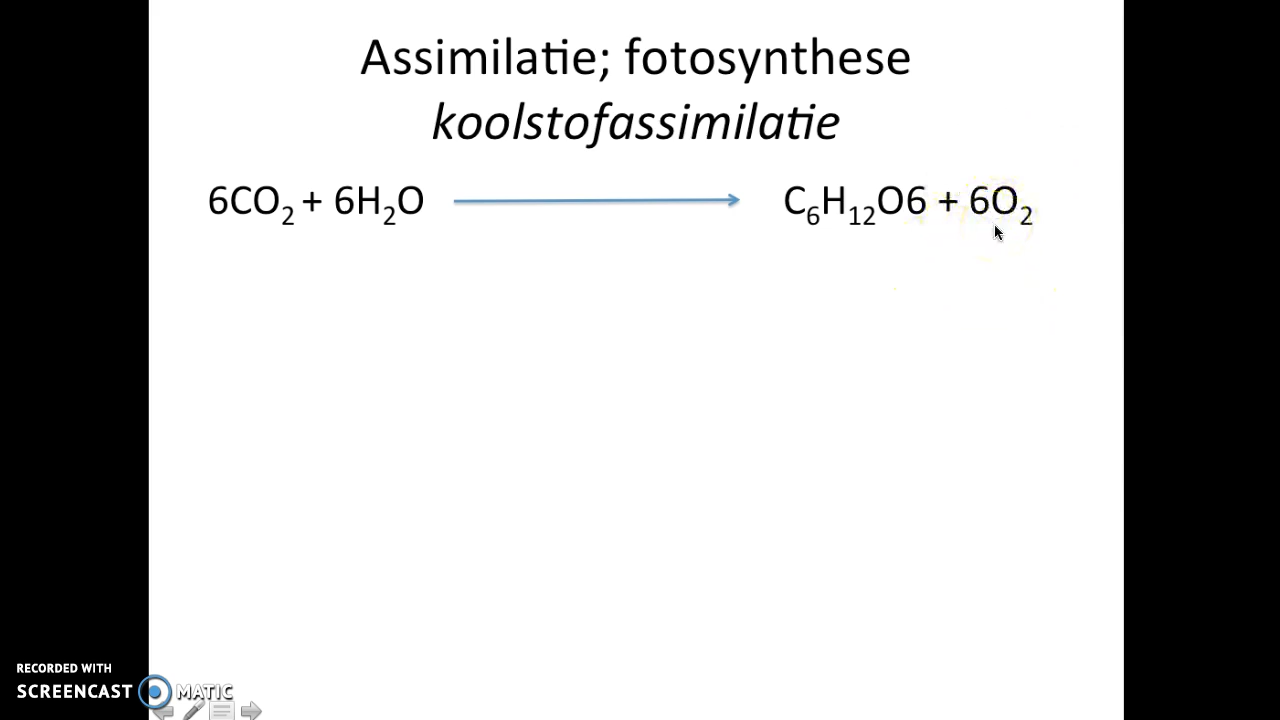 Assimilatie; fotosynthese
koolstofassimilatie
6CO₂ + 6H₂O → C₆H₁₂O6 + 6O₂
RECORDED WITH
SCREENCAST MATIC